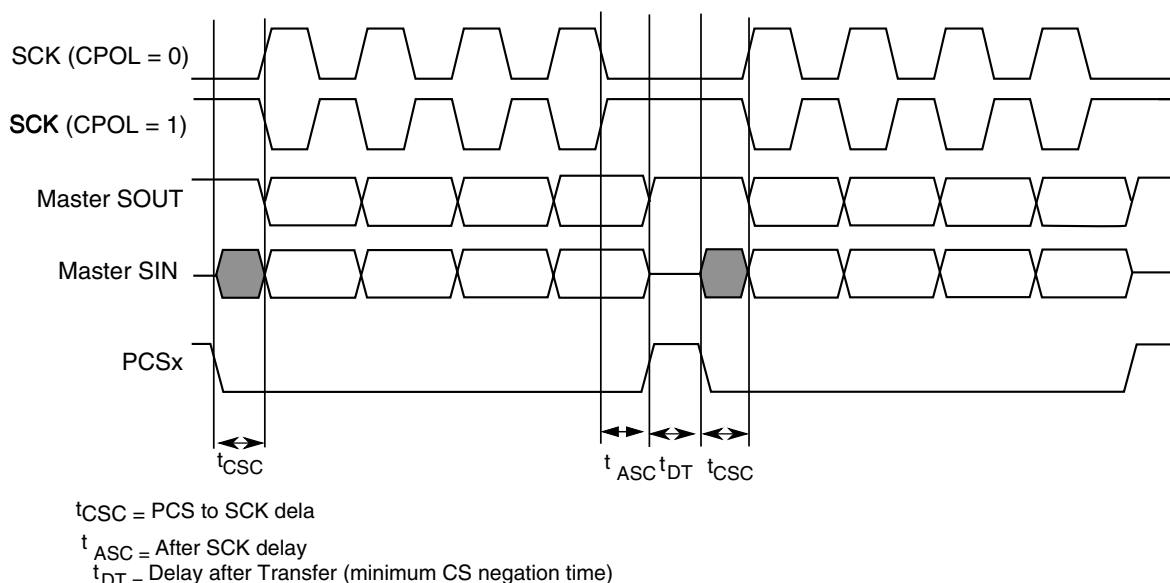 SCK (CPOL = 0)
SCK (CPOL = 1)
Master SOUT
Master SIN
PCSx
tCSC
t ASC tDT tCSC
tCSC = PCS to SCK dela
t ASC = After SCK delay
tDT = Delay after Transfer (minimum CS negation time)